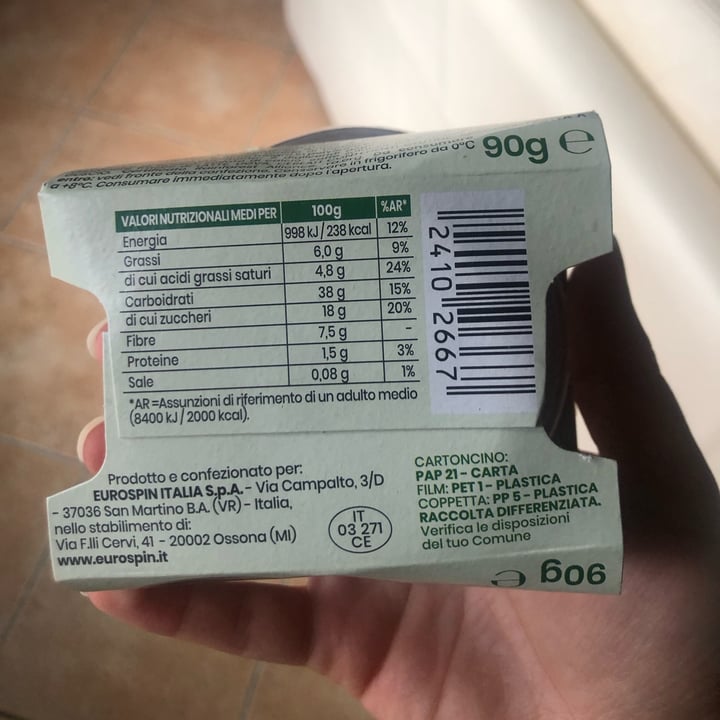 entro: vedi fronte della confezione. Conservare in frigorifero da 0°C
a +8°C. Consumare immediatamente dopo l'apertura.
90g e
VALORI NUTRIZIONALI MEDI PER 100g %AR*
Energia 998 kJ / 238 kcal 12%
Grassi 6,0 g 9%
di cui acidi grassi saturi 4,8 g 24%
Carboidrati 38 g 15%
di cui zuccheri 18 g 20%
Fibre 7,5 g -
Proteine 1,5 g 3%
Sale 0,08 g 1%
*AR =Assunzioni di riferimento di un adulto medio
(8400 kJ / 2000 kcal).
2410 2667
Prodotto e confezionato per:
EUROSPIN ITALIA S.p.A. - Via Campalto, 3/D
- 37036 San Martino B.A. (VR) - Italia,
nello stabilimento di:
Via F.lli Cervi, 41 - 20002 Ossona (MI)
www.eurospin.it
IT
03 271
CE
CARTONCINO:
PAP 21 - CARTA
FILM: PET 1 - PLASTICA
COPPETTA: PP 5 - PLASTICA
RACCOLTA DIFFERENZIATA.
Verifica le disposizioni
del tuo Comune
90g e